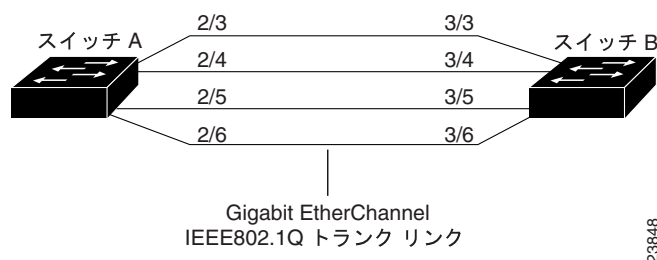 スイッチ A
2/3
3/3
スイッチ B
2/4
3/4
2/5
3/5
2/6
3/6
Gigabit EtherChannel
IEEE802.1Q トランク リンク
23848